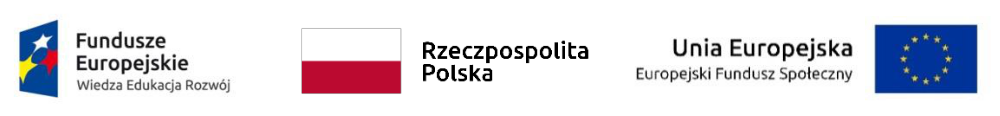 Fundusze
Europejskie
Wiedza Edukacja Rozwój
Rzeczpospolita
Polska
Unia Europejska
Europejski Fundusz Społeczny